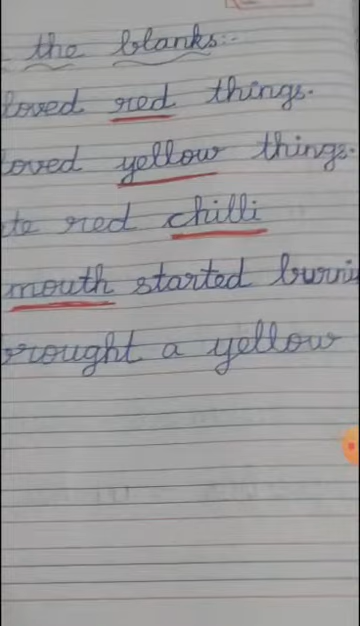 the blanks:-
loved red things.
loved yellow things.
red chilli
mouth started
brought a yellow